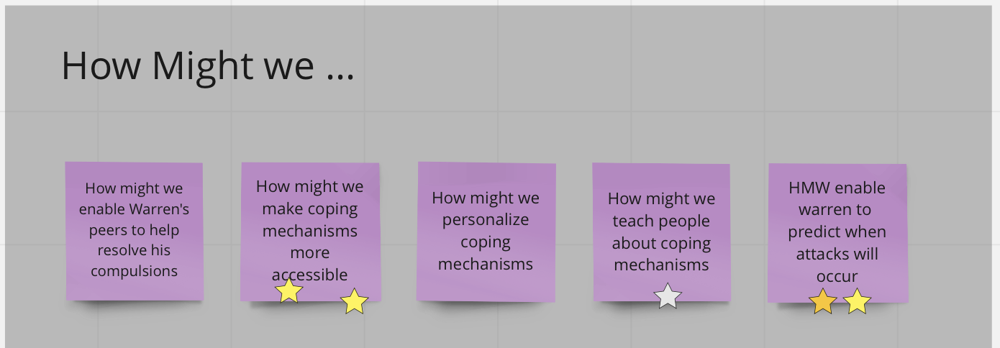 How Might we ...
How might we
enable Warren's
peers to help
resolve his
compulsions
How might we
make coping
mechanisms
more
accessible
How might we
personalize
coping
mechanisms
How might we
teach people
about coping
mechanisms
HMW enable
warren to
predict when
attacks will
occur